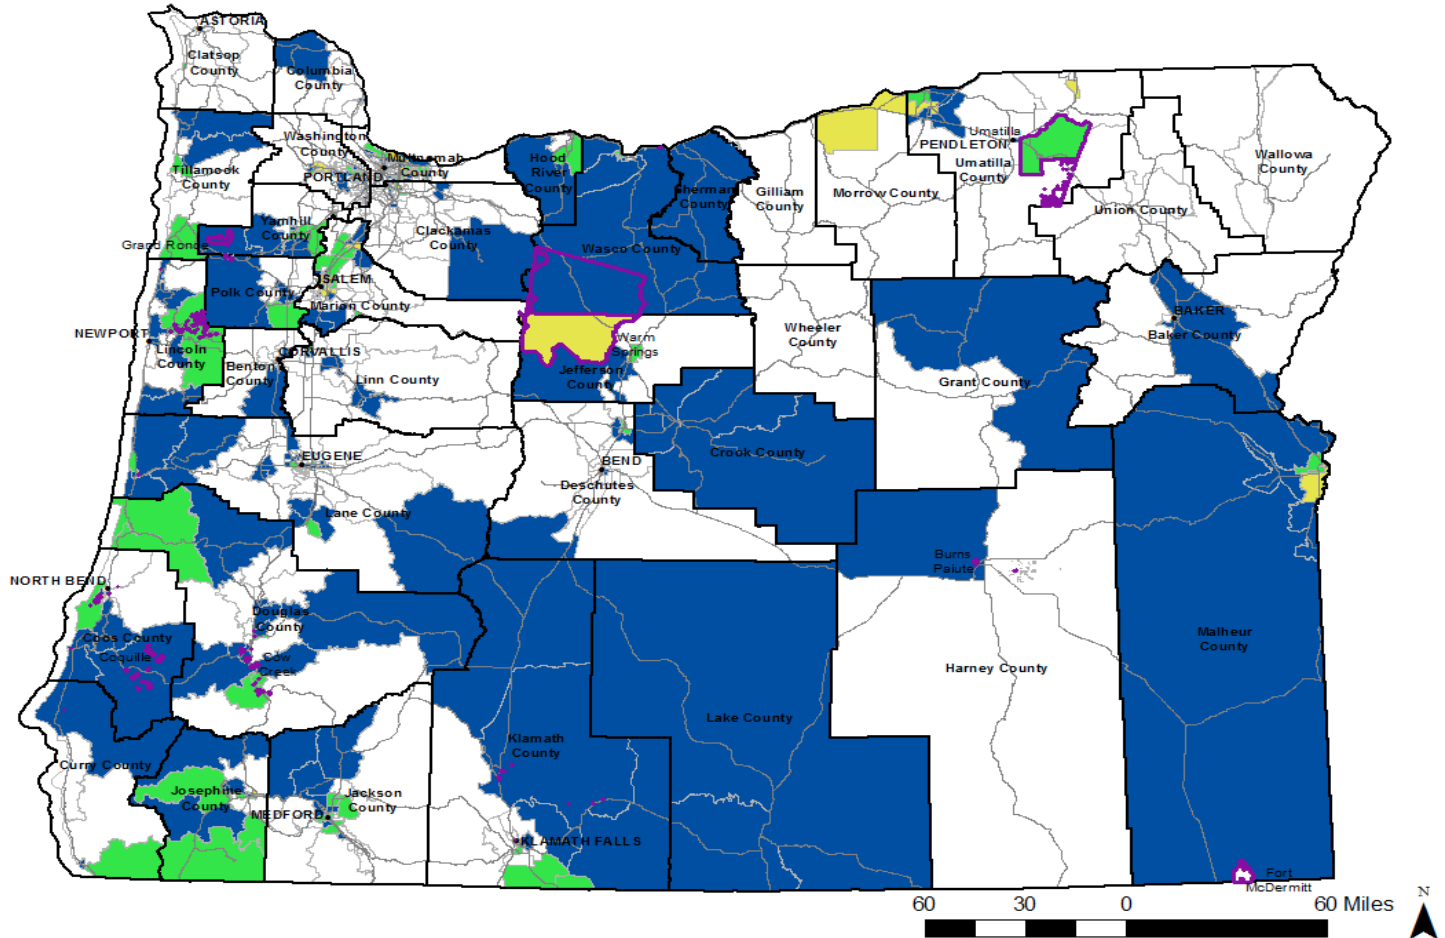 ASTORIA
Clatsop
County
Columbia
County
Washington
County
Multnomah
County
PORTLAND
Tillamook
County
Hood
River
County
Sherman
County
Gilliam
County
Morrow County
Umatilla
PENDLETON
Umatilla
County
Union County
Wallowa
County
Yamhill
County
Grand Ronde
Clackamas
County
Wasco County
SALEM
Polk County
Marion County
NEWPORT
Lincoln
County
CORVALLIS
Benton
County
Linn County
Warm
Springs
Jefferson
County
Wheeler
County
Grant County
BAKER
Baker County
EUGENE
Lane County
BEND
Deschutes
County
Crook County
NORTH BEND
Coos County
Coquille
Douglas
County
Cow
Creek
Burns
Paiute
Harney County
Malheur
County
Lake County
Klamath
County
Curry County
Josephine
County
Jackson
County
MEDFORD
KLAMATH FALLS
Fort
McDermitt
60 30 0 60 Miles
N